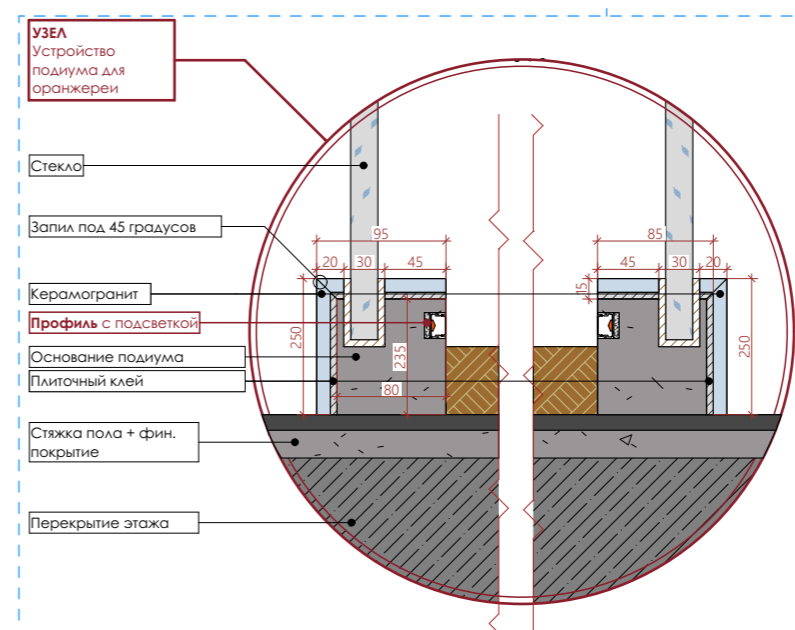 УЗЕЛ
Устройство
подиума для
оранжереи
Стекло
Запил под 45 градусов
Керамогранит
Профиль с подсветкой
Основание подиума
Плиточный клей
Стяжка пола + фин.
покрытие
Перекрытие этажа
95
85
20 30 45
45 30 20
15
250
235
250
80